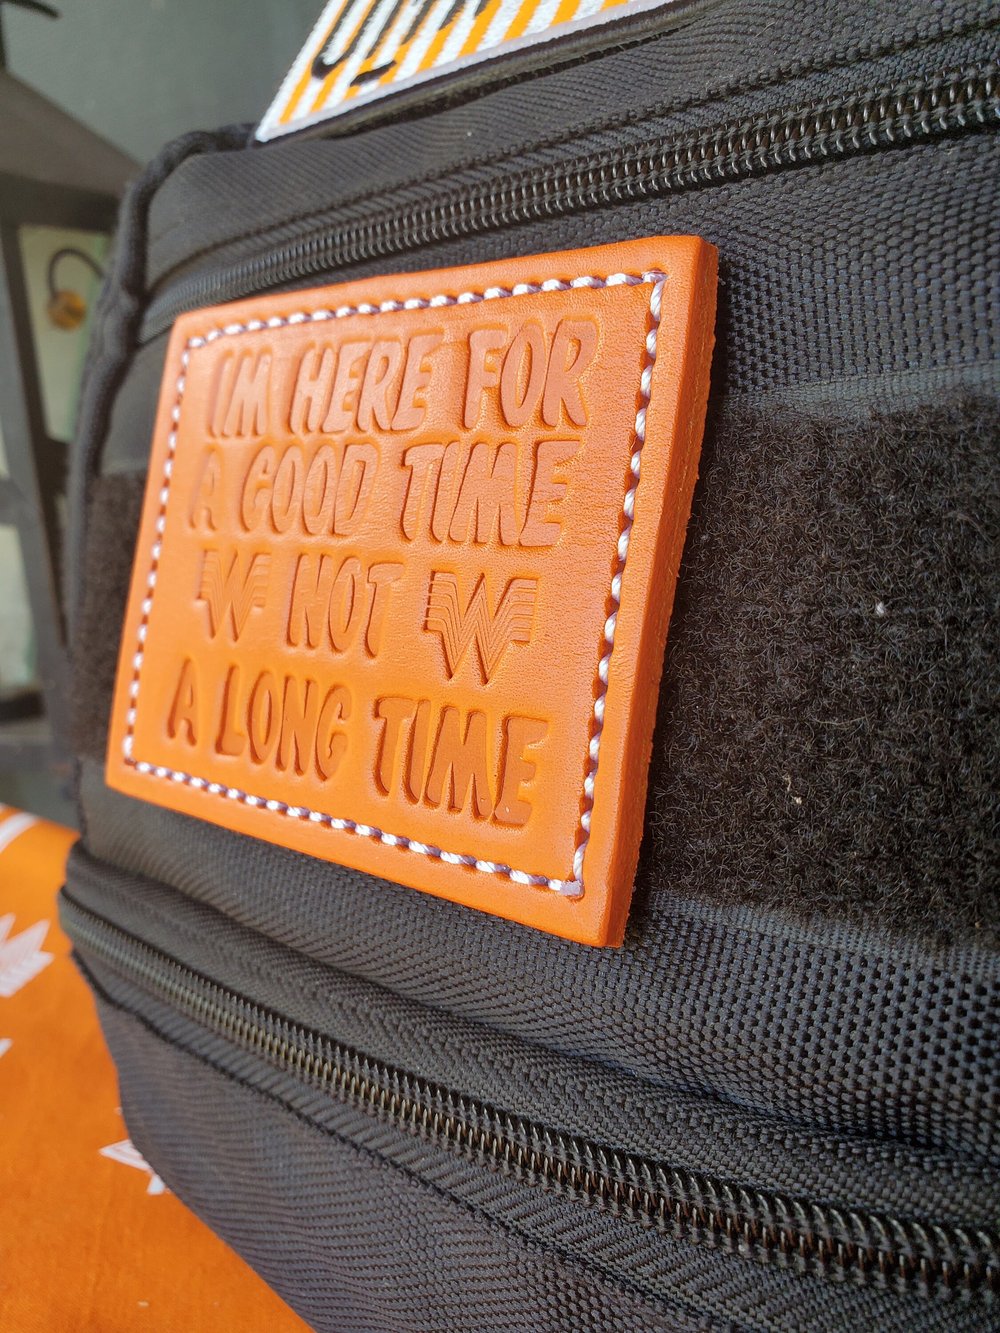 IM HERE FOR
A GOOD TIME
W NOT W
A LONG TIME